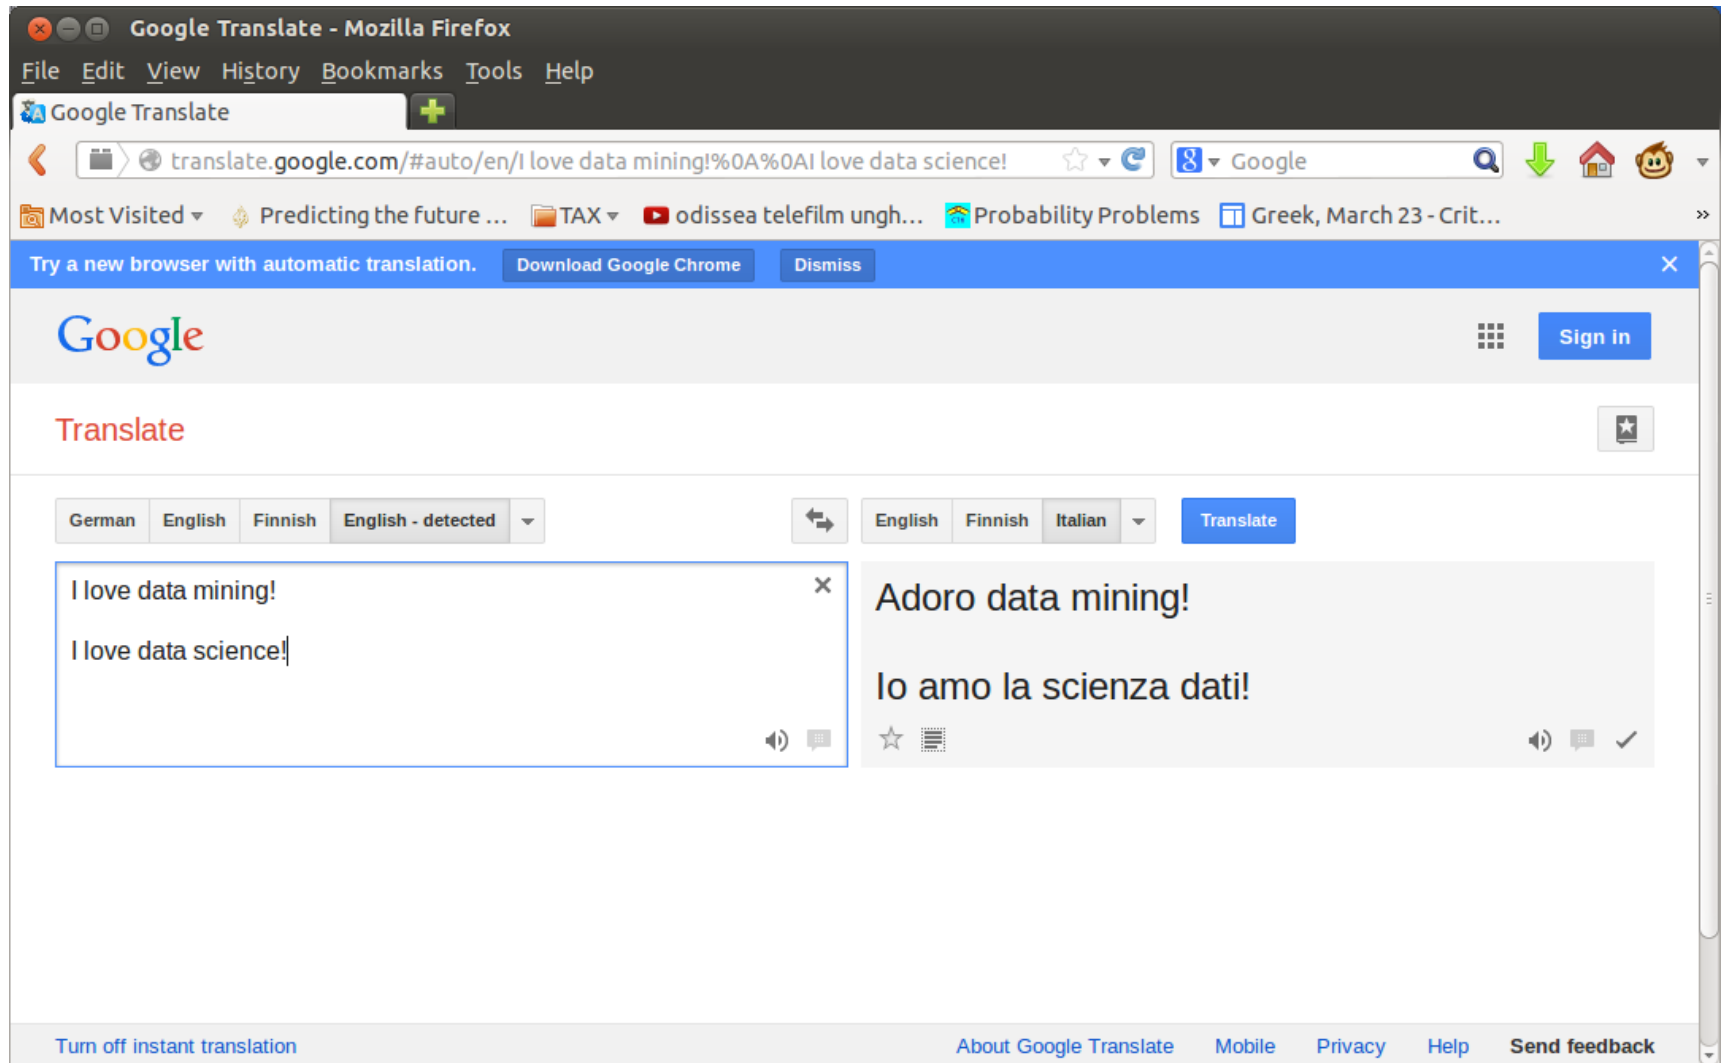 Google Translate - Mozilla Firefox
File Edit View History Bookmarks Tools Help
Google Translate
translate.google.com/#auto/en/I love data mining!%0A%0AI love data science! 8 Google
Most Visited Predicting the future ... TAX odissea telefilm ungh... CTK Probability Problems Greek, March 23 - Crit... »
Try a new browser with automatic translation. Download Google Chrome Dismiss
Google Sign in
Translate
German English Finnish English - detected English Finnish Italian Translate
I love data mining! Adoro data mining!
I love data science! Io amo la scienza dati!
Turn off instant translation About Google Translate Mobile Privacy Help Send feedback